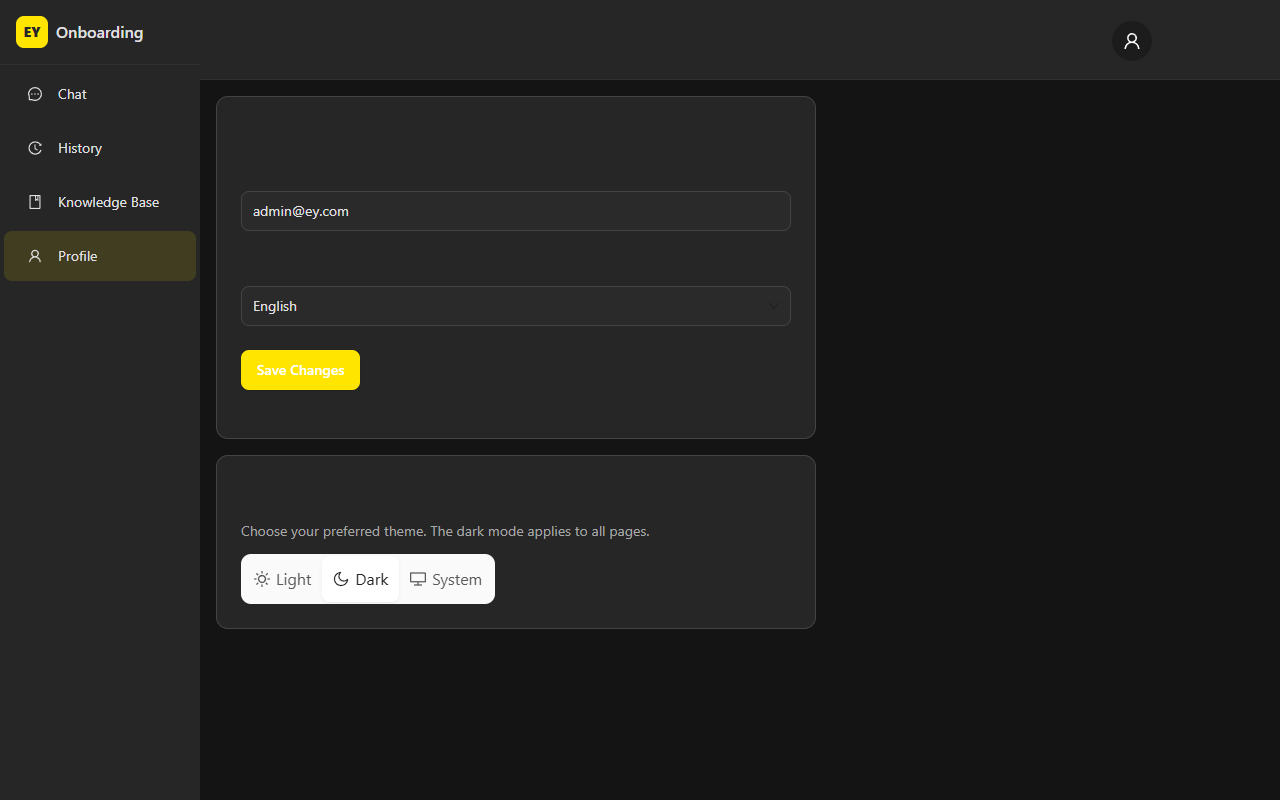 EY Onboarding
Chat
History
Knowledge Base
Profile
admin@ey.com
English
Save Changes
Choose your preferred theme. The dark mode applies to all pages.
Light Dark System